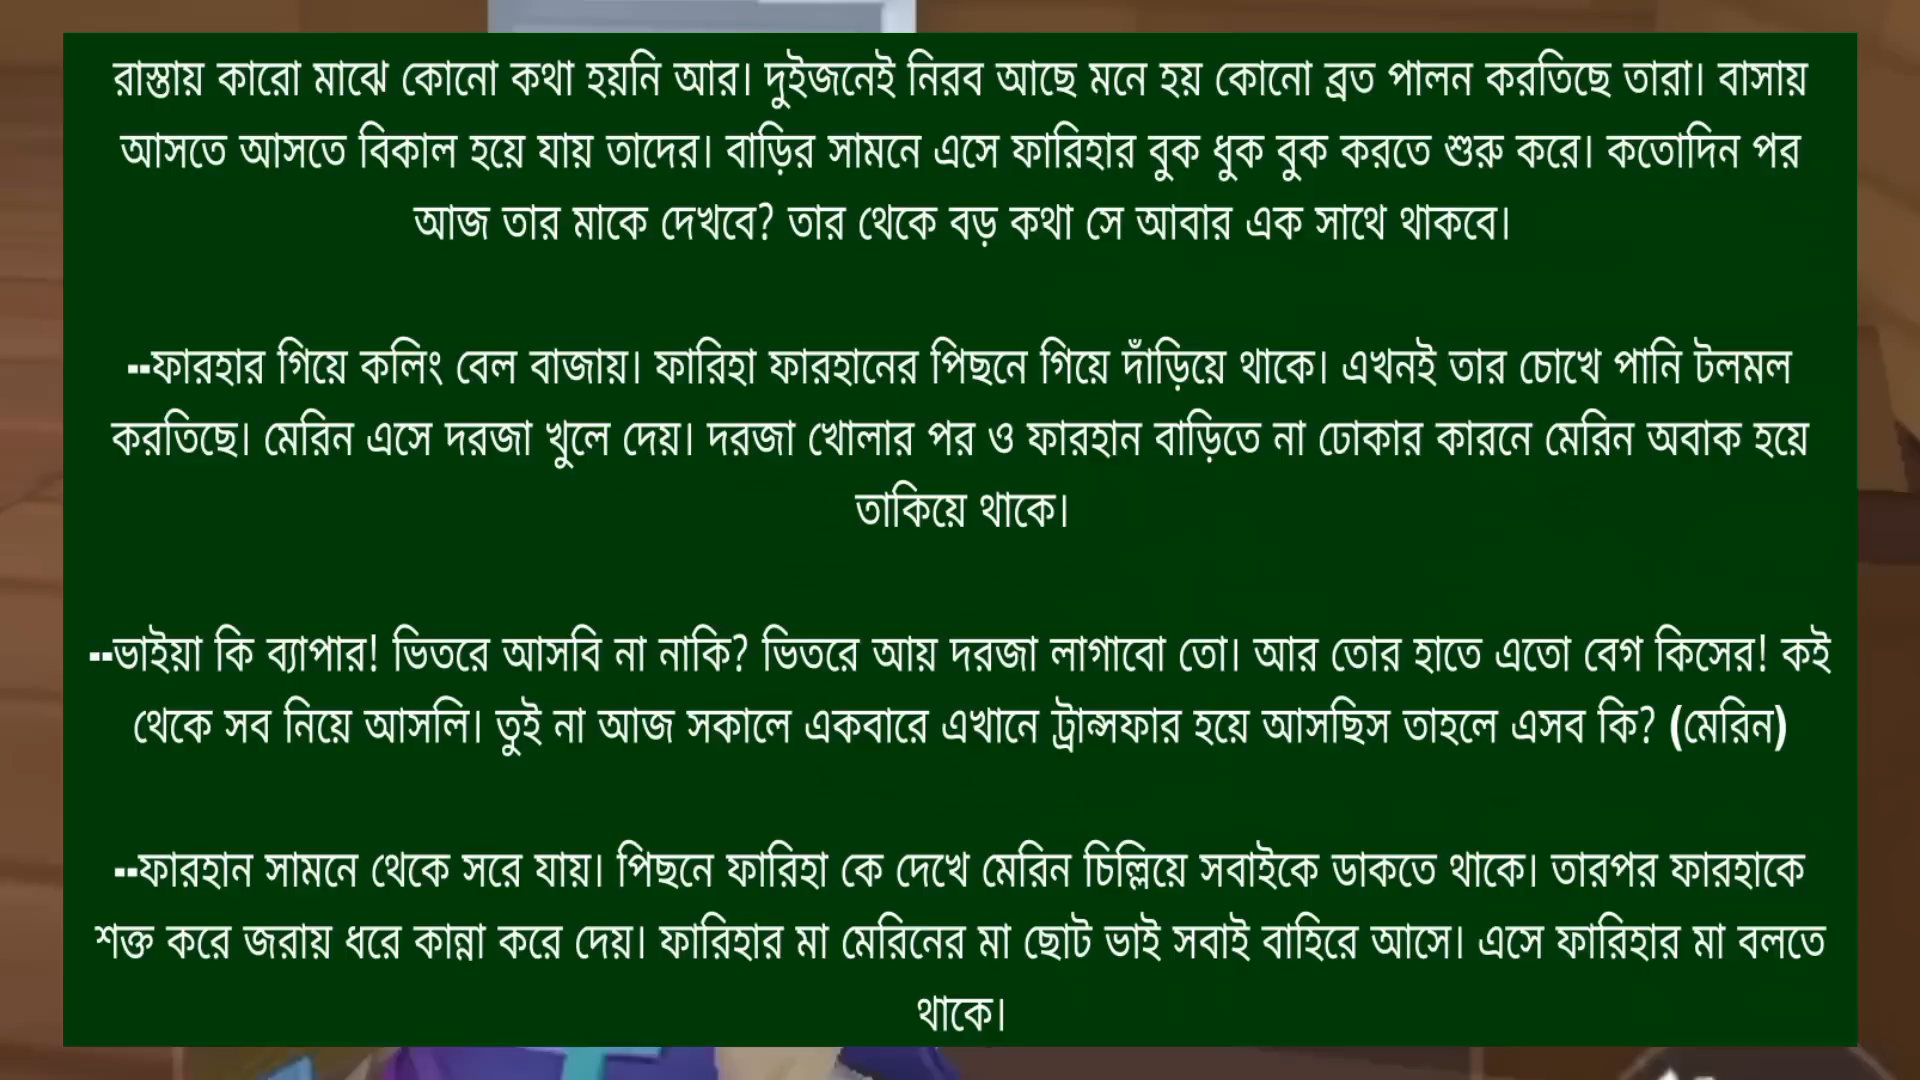 রাস্তায় কারো মাঝে কোনো কথা হয়নি আর। দুইজনেই নিরব আছে মনে হয় কোনো ব্রত পালন করতিছে তারা। বাসায়
আসতে আসতে বিকাল হয়ে যায় তাদের। বাড়ির সামনে এসে ফারিহার বুক ধুক বুক করতে শুরু করে। কতোদিন পর
আজ তার মাকে দেখবে? তার থেকে বড় কথা সে আবার এক সাথে থাকবে।
--ফারহার গিয়ে কলিং বেল বাজায়। ফারিহা ফারহানের পিছনে গিয়ে দাঁড়িয়ে থাকে। এখনই তার চোখে পানি টলমল
করতিছে। মেরিন এসে দরজা খুলে দেয়। দরজা খোলার পর ও ফারহান বাড়িতে না ঢোকার কারনে মেরিন অবাক হয়ে
তাকিয়ে থাকে।
--ভাইয়া কি ব্যাপার! ভিতরে আসবি না নাকি? ভিতরে আয় দরজা লাগাবো তো। আর তোর হাতে এতো বেগ কিসের! কই
থেকে সব নিয়ে আসলি। তুই না আজ সকালে একবারে এখানে ট্রান্সফার হয়ে আসছিস তাহলে এসব কি? (মেরিন)
--ফারহান সামনে থেকে সরে যায়। পিছনে ফারিহা কে দেখে মেরিন চিল্লিয়ে সবাইকে ডাকতে থাকে। তারপর ফারহাকে
শক্ত করে জরায় ধরে কান্না করে দেয়। ফারিহার মা মেরিনের মা ছোট ভাই সবাই বাহিরে আসে। এসে ফারিহার মা বলতে
থাকে।